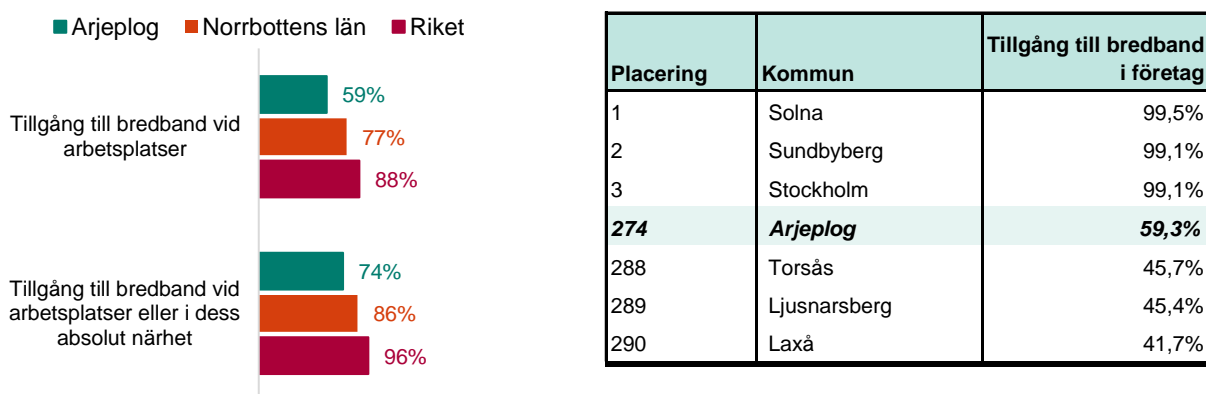 Arjeplog Norrbottens län Riket
Tillgång till bredband vid
arbetsplatser
59%
77%
88%
Tillgång till bredband vid
arbetsplatser eller i dess
absolut närhet
74%
86%
96%
Placering Kommun Tillgång till bredband
i företag
1 Solna 99,5%
2 Sundbyberg 99,1%
3 Stockholm 99,1%
274 Arjeplog 59,3%
288 Torsås 45,7%
289 Ljusnarsberg 45,4%
290 Laxå 41,7%